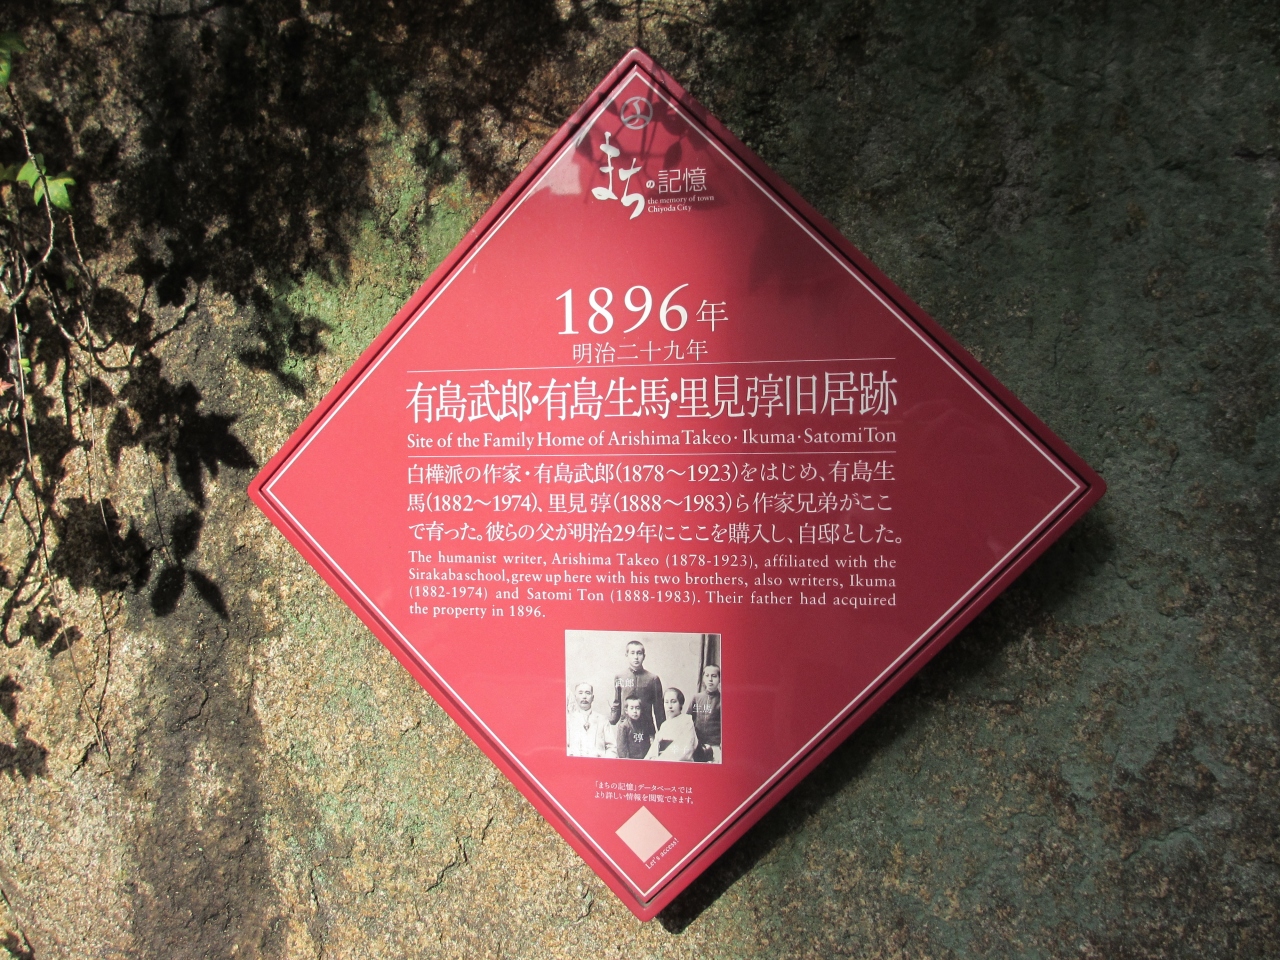 まちの記憶
the memory of town
Chiyoda City
1896年
明治二十九年
有島武郎・有島生馬・里見弴旧居跡
Site of the Family Home of Arishima Takeo · Ikuma · Satomi Ton
白樺派の作家・有島武郎(1878〜1923)をはじめ、有島生
馬(1882〜1974)、里見弴(1888〜1983)ら作家兄弟がここ
で育った。彼らの父が明治29年にここを購入し、自邸とした。
The humanist writer, Arishima Takeo (1878-1923), affiliated with the
Sirakaba school, grew up here with his two brothers, also writers, Ikuma
(1882-1974) and Satomi Ton (1888-1983). Their father had acquired
the property in 1896.
武郎
生馬
弴
「まちの記憶」データベースでは
より詳しい情報を閲覧できます。
Let's access!